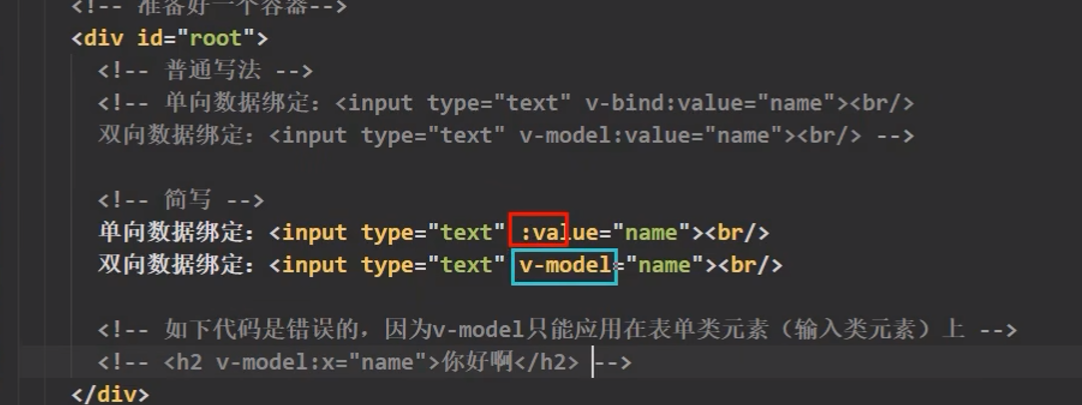 <!-- 准备好一个容器-->
<div id="root">
<!-- 普通写法 -->
<!-- 单向数据绑定：<input type="text" v-bind:value="name"><br/>
双向数据绑定：<input type="text" v-model:value="name"><br/> -->
<!-- 简写 -->
单向数据绑定：<input type="text" :value="name"><br/>
双向数据绑定：<input type="text" v-model="name"><br/>
<!-- 如下代码是错误的，因为v-model只能应用在表单类元素（输入类元素）上 -->
<!-- <h2 v-model:x="name">你好啊</h2> -->
</div>